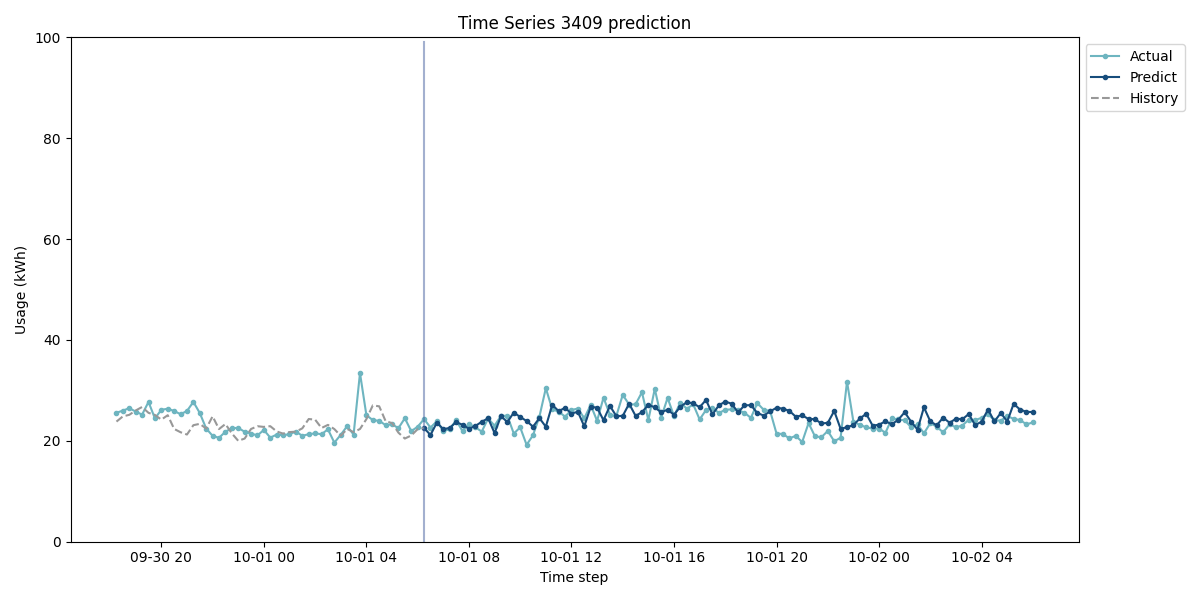 Time Series 3409 prediction
100
80
60
40
20
0
Usage (kWh)
09-30 20
10-01 00
10-01 04
10-01 08
10-01 12
10-01 16
10-01 20
10-02 00
10-02 04
Time step
Actual
Predict
History